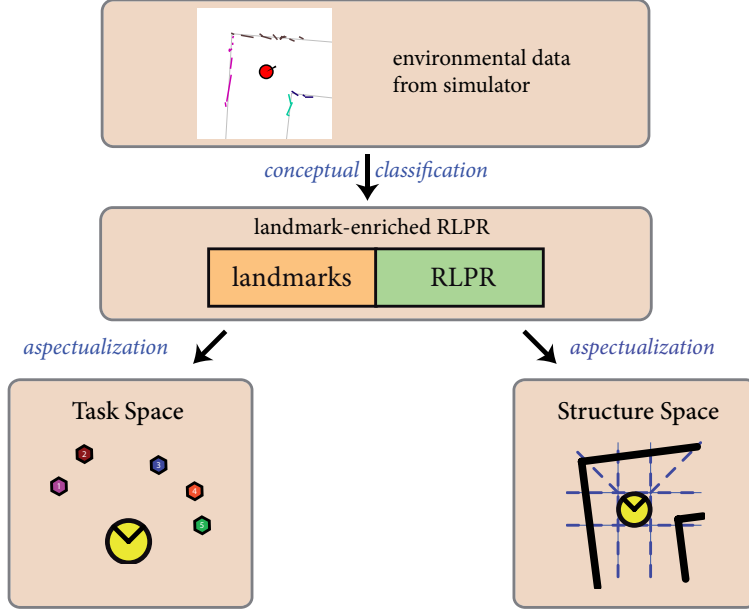 environmental data
from simulator
conceptual classification
landmark-enriched RLPR
landmarks RLPR
aspectualization aspectualization
Task Space
Structure Space
2
3
1
4
5